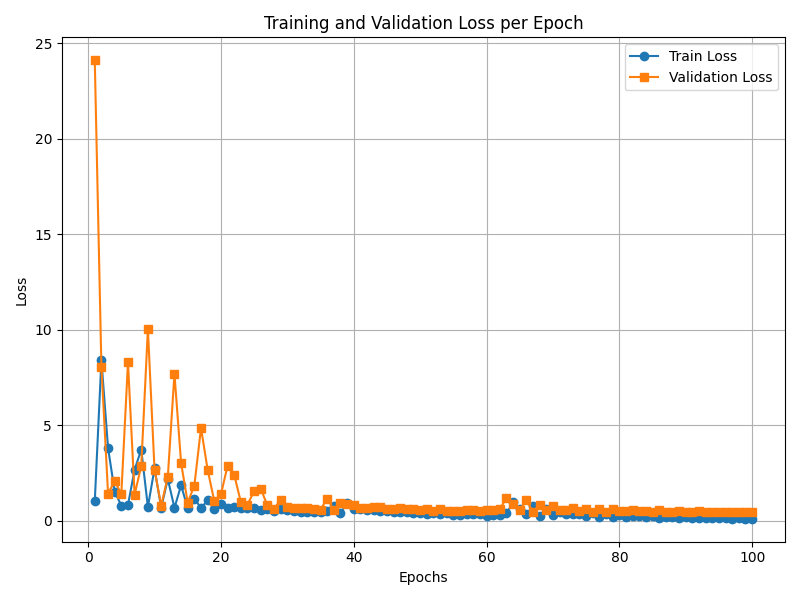 Training and Validation Loss per Epoch
Train Loss
Validation Loss
25
20
15
10
5
0
Loss
0 20 40 60 80 100
Epochs